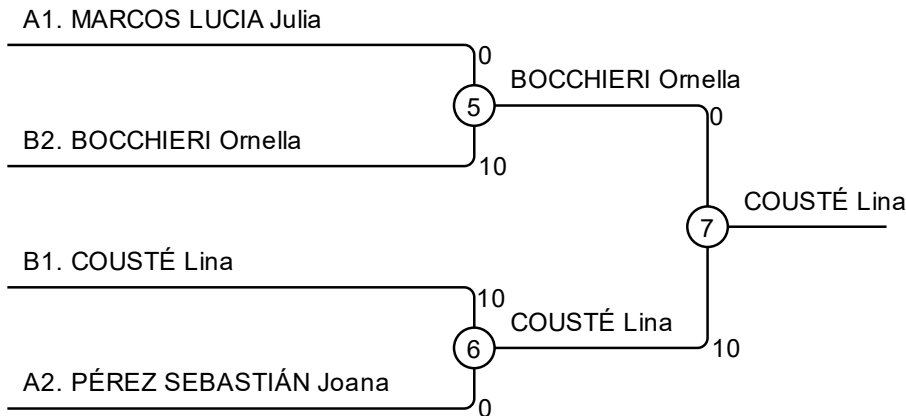 A1. MARCOS LUCIA Julia
0
BOCCHIERI Ornella
5
0
B2. BOCCHIERI Ornella
10
COUSTÉ Lina
7
B1. COUSTÉ Lina
10
COUSTÉ Lina
6
10
A2. PÉREZ SEBASTIÁN Joana
0